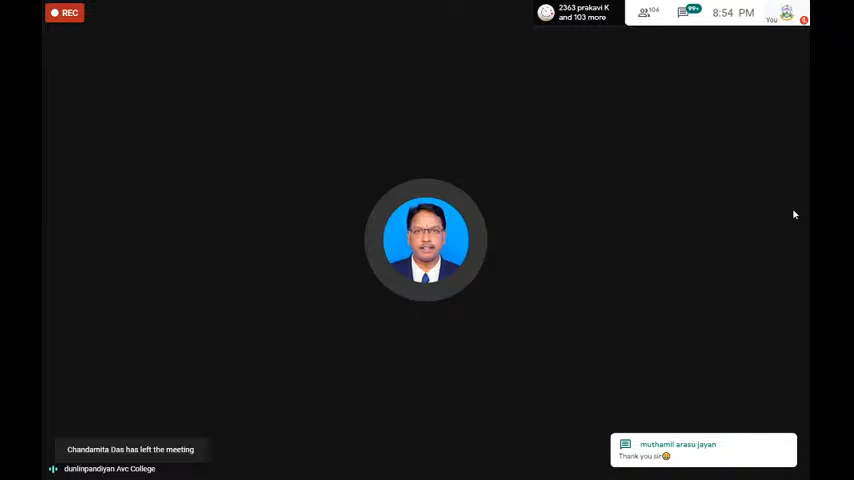 REC
2363 prakavi K
and 103 more
106
99+
8:54 PM
You
Chandamita Das has left the meeting
dunlinpandiyan Avc College
muthamil arasu jayan
Thank you sir😀